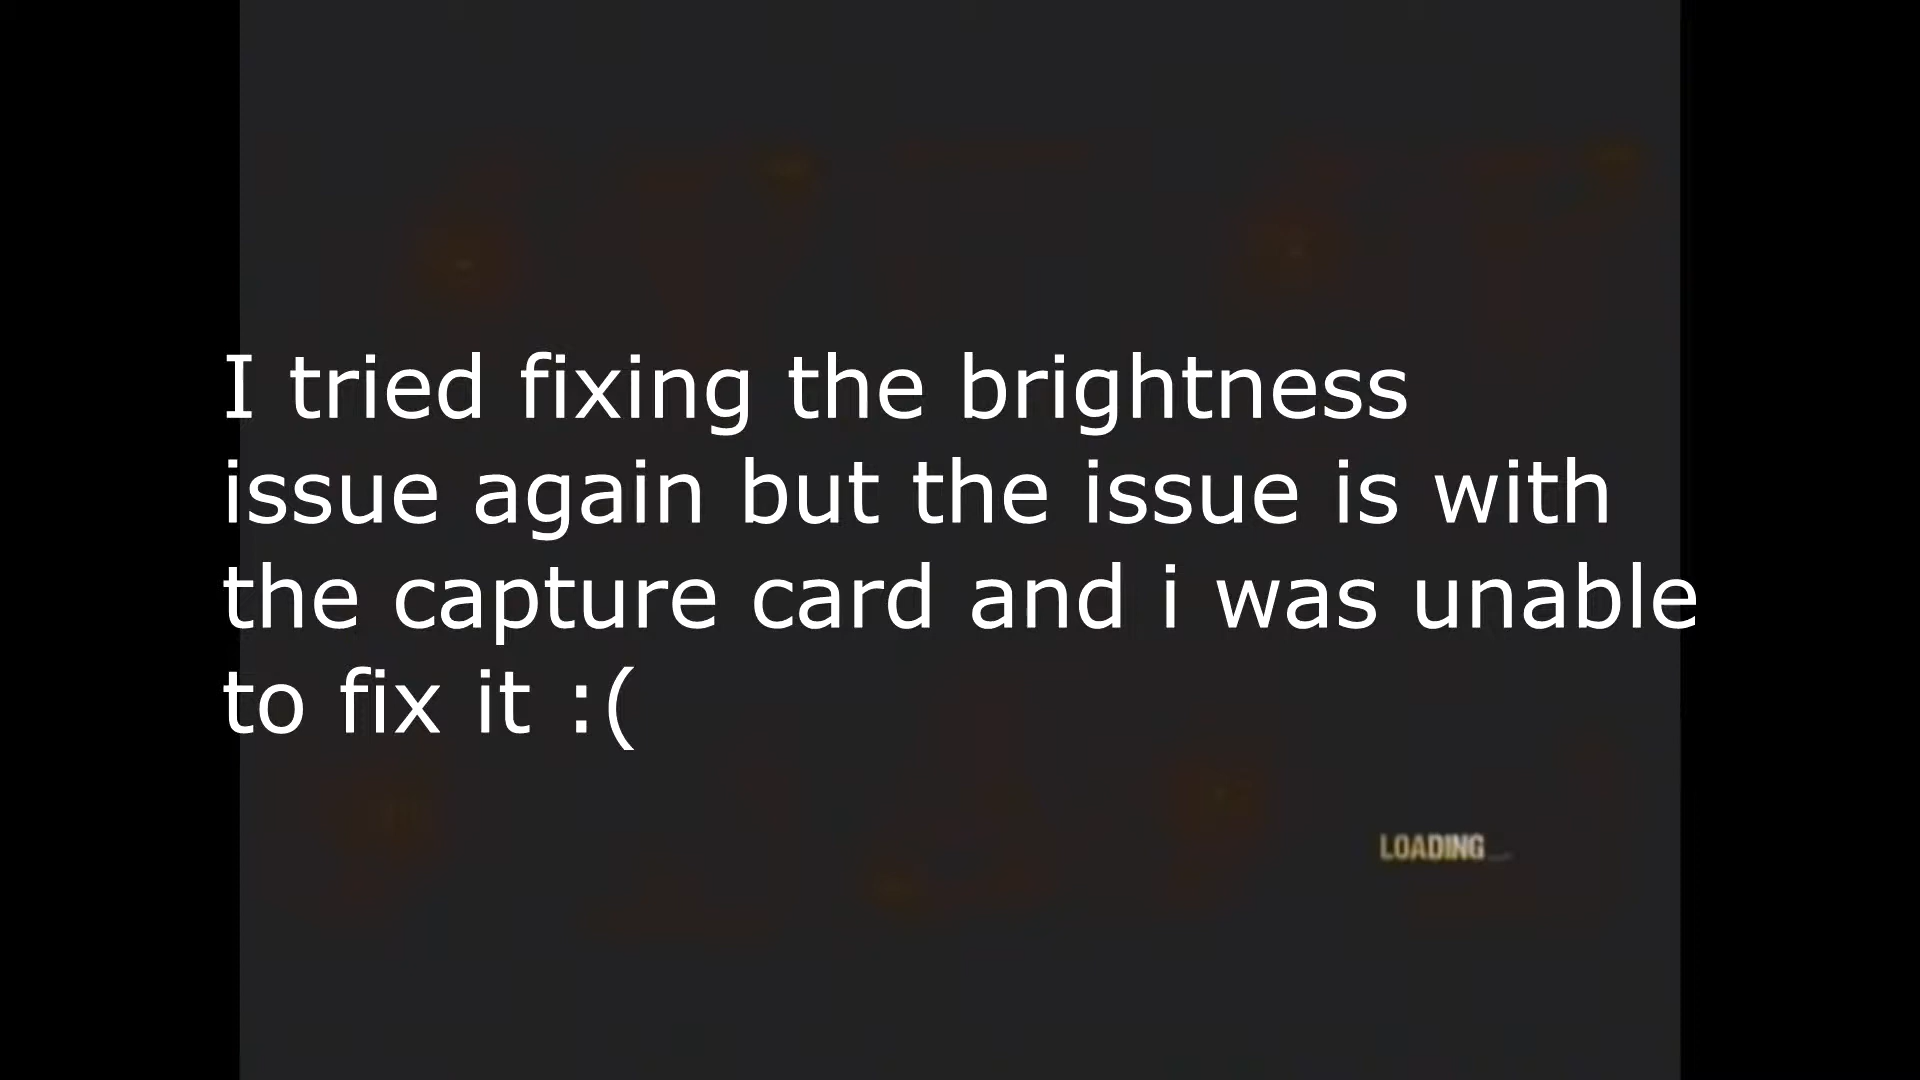 I tried fixing the brightness
issue again but the issue is with
the capture card and i was unable
to fix it :(
LOADING...